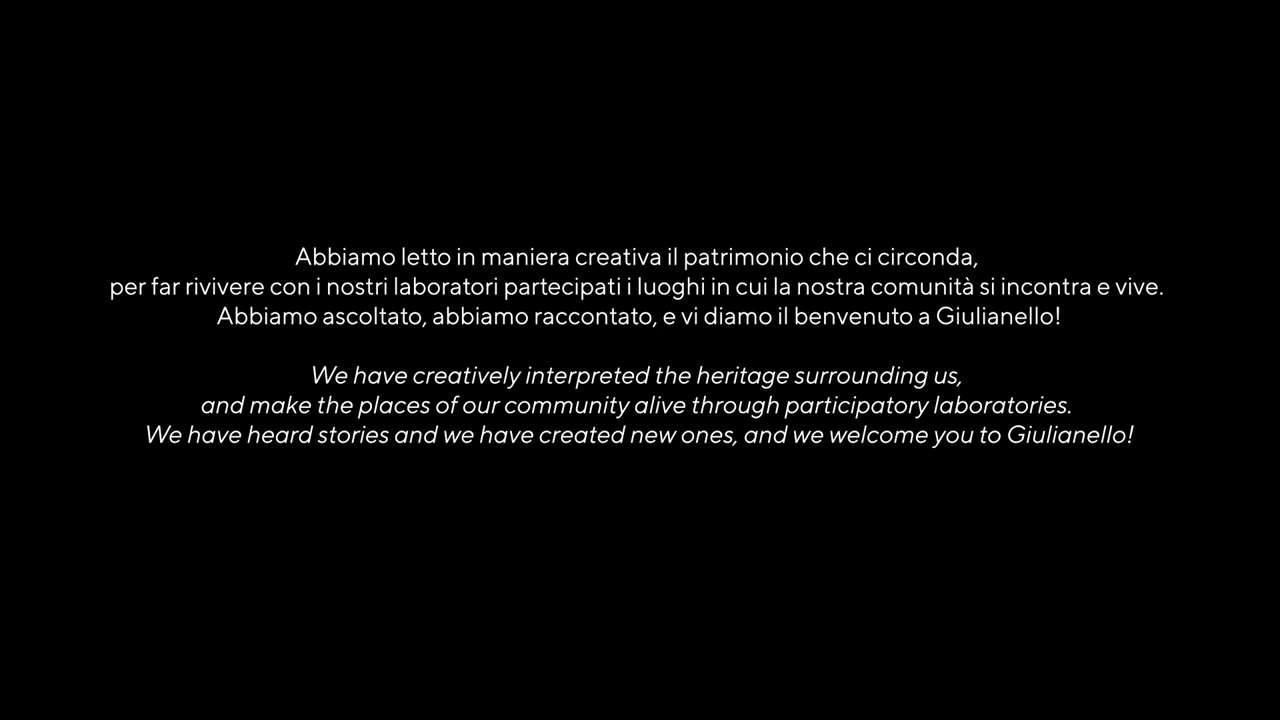 Abbiamo letto in maniera creativa il patrimonio che ci circonda,
per far rivivere con i nostri laboratori partecipati i luoghi in cui la nostra comunità si incontra e vive.
Abbiamo ascoltato, abbiamo raccontato, e vi diamo il benvenuto a Giulianello!
We have creatively interpreted the heritage surrounding us,
and make the places of our community alive through participatory laboratories.
We have heard stories and we have created new ones, and we welcome you to Giulianello!